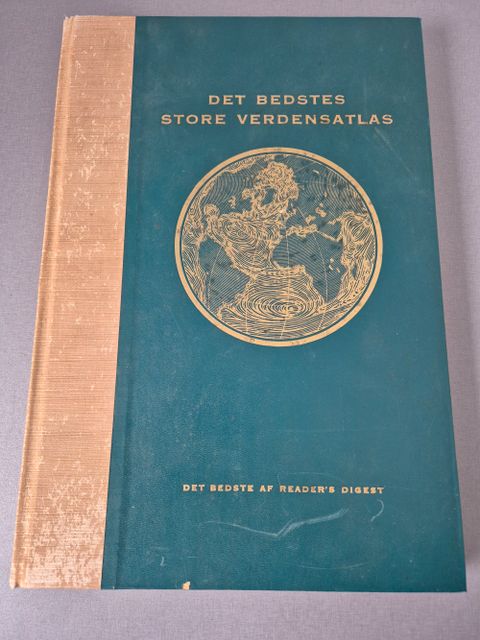 DET BEDSTES
STORE VERDENSATLAS
DET BEDSTE AF READER'S DIGEST